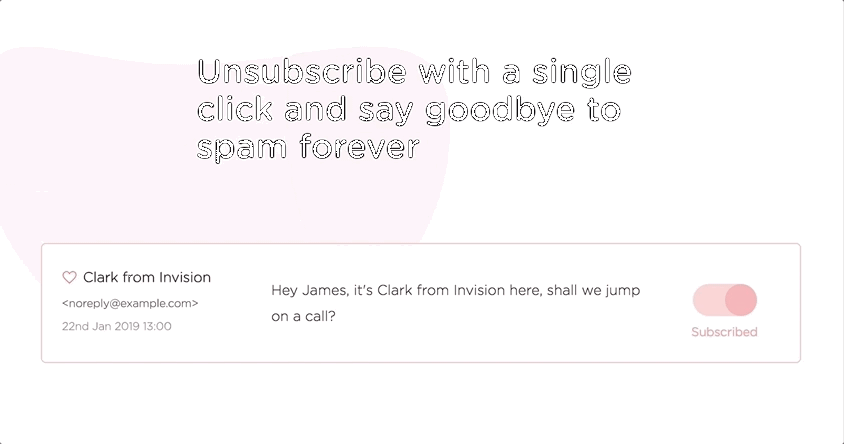 Unsubscribe with a single
click and say goodbye to
spam forever
Clark from Invision
<noreply@example.com>
22nd Jan 2019 13:00
Hey James, it's Clark from Invision here, shall we jump
on a call?
Subscribed